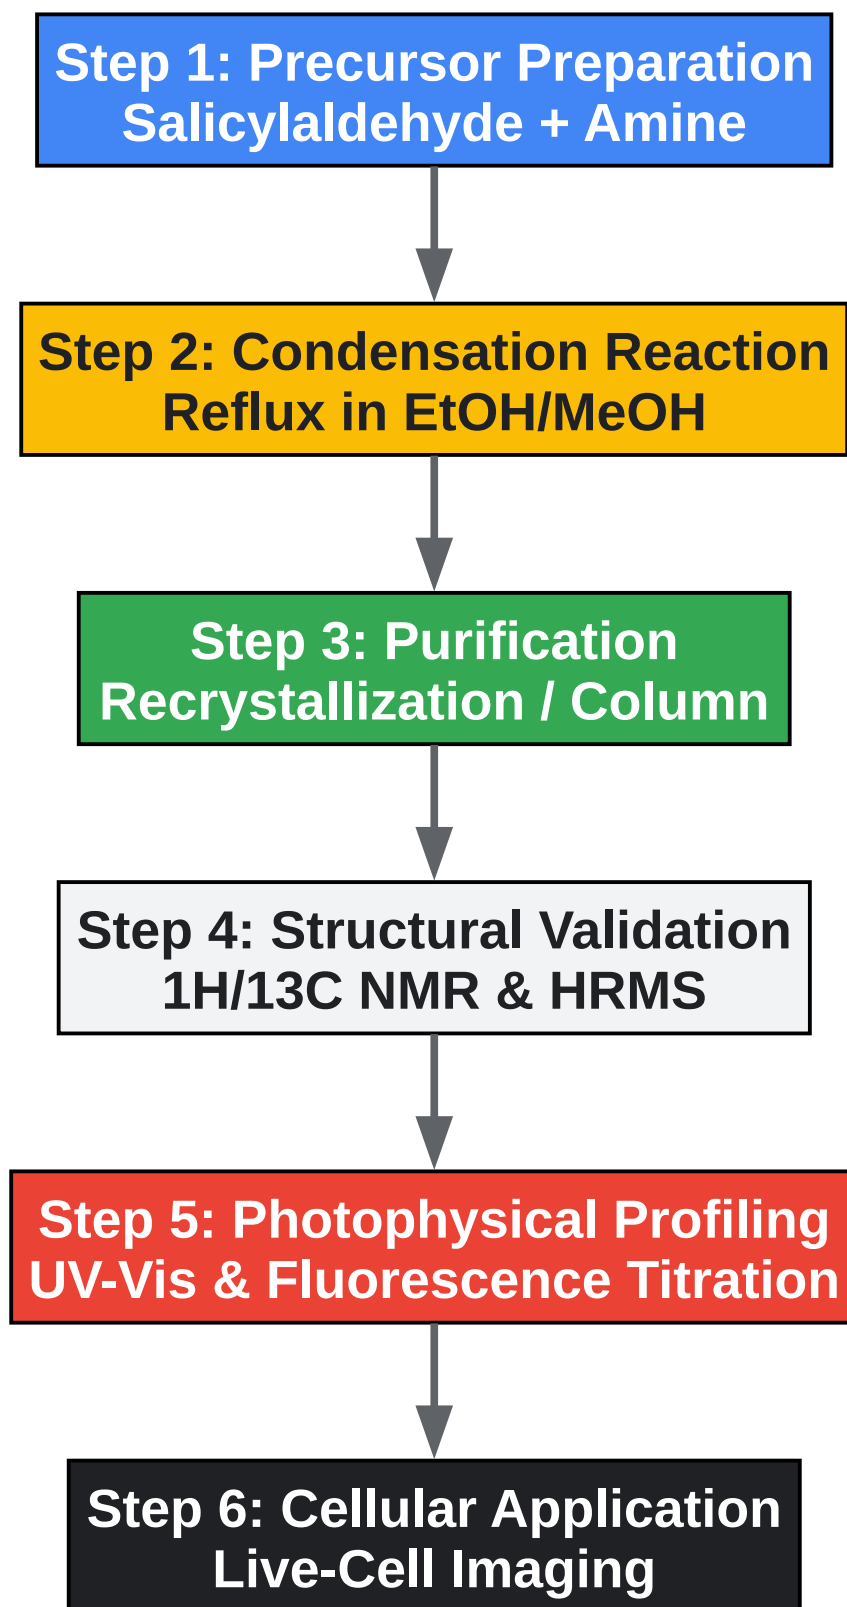 Step 1: Precursor Preparation
Salicylaldehyde + Amine
Step 2: Condensation Reaction
Reflux in EtOH/MeOH
Step 3: Purification
Recrystallization / Column
Step 4: Structural Validation
1H/13C NMR & HRMS
Step 5: Photophysical Profiling
UV-Vis & Fluorescence Titration
Step 6: Cellular Application
Live-Cell Imaging